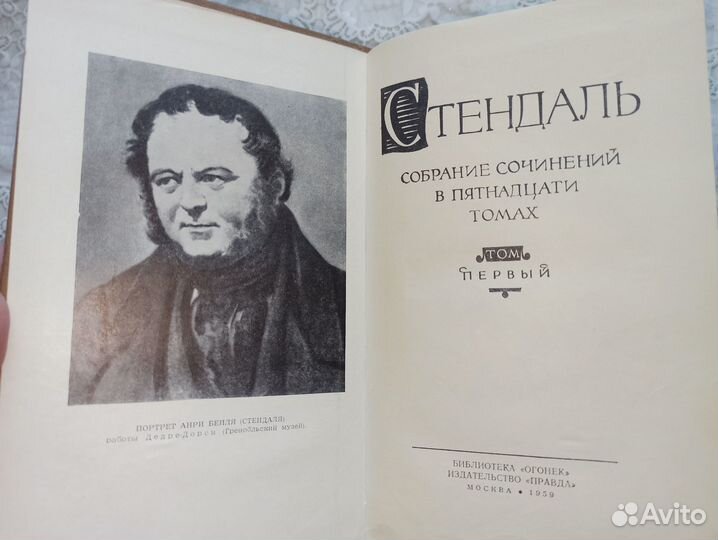 ПОРТРЕТ АНРИ БЕЙЛЯ (СТЕНДАЛЯ)
работы Дедре-Дорси (Гренобльский музей).
СТЕНДАЛЬ
СОБРАНИЕ СОЧИНЕНИЙ
В ПЯТНАДЦАТИ
ТОМАХ
ТОМ
ПЕРВЫЙ
БИБЛИОТЕКА «ОГОНЕК»
ИЗДАТЕЛЬСТВО «ПРАВДА»
МОСКВА • 1959
Avito